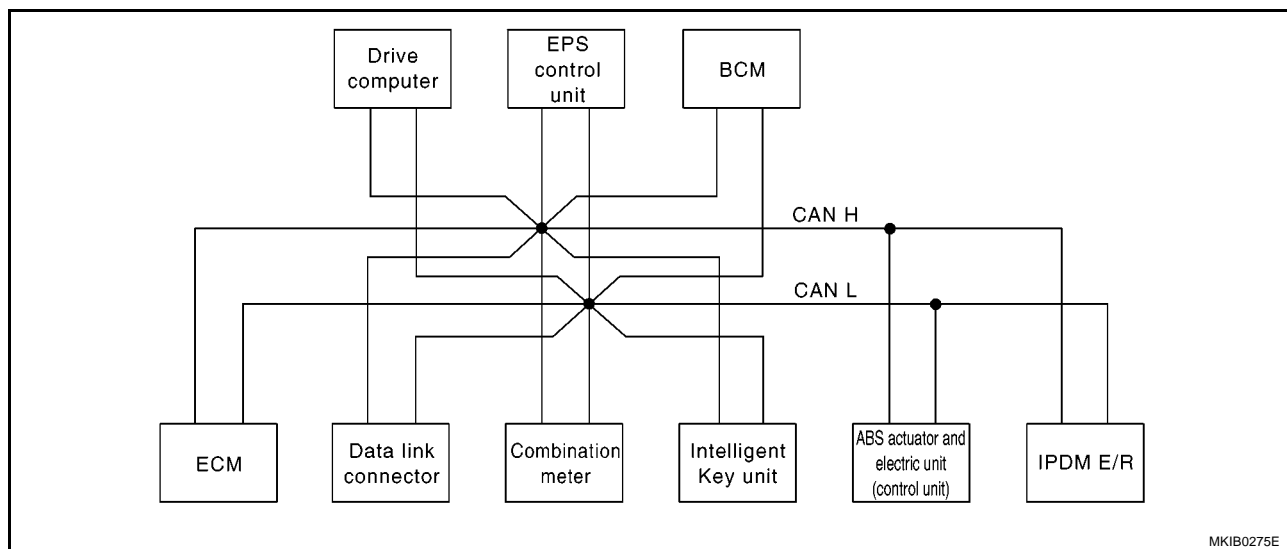 Drive
computer
EPS
control
unit
BCM
CAN H
CAN L
ECM
Data link
connector
Combination
meter
Intelligent
Key unit
ABS actuator and
electric unit
(control unit)
IPDM E/R
MKIB0275E